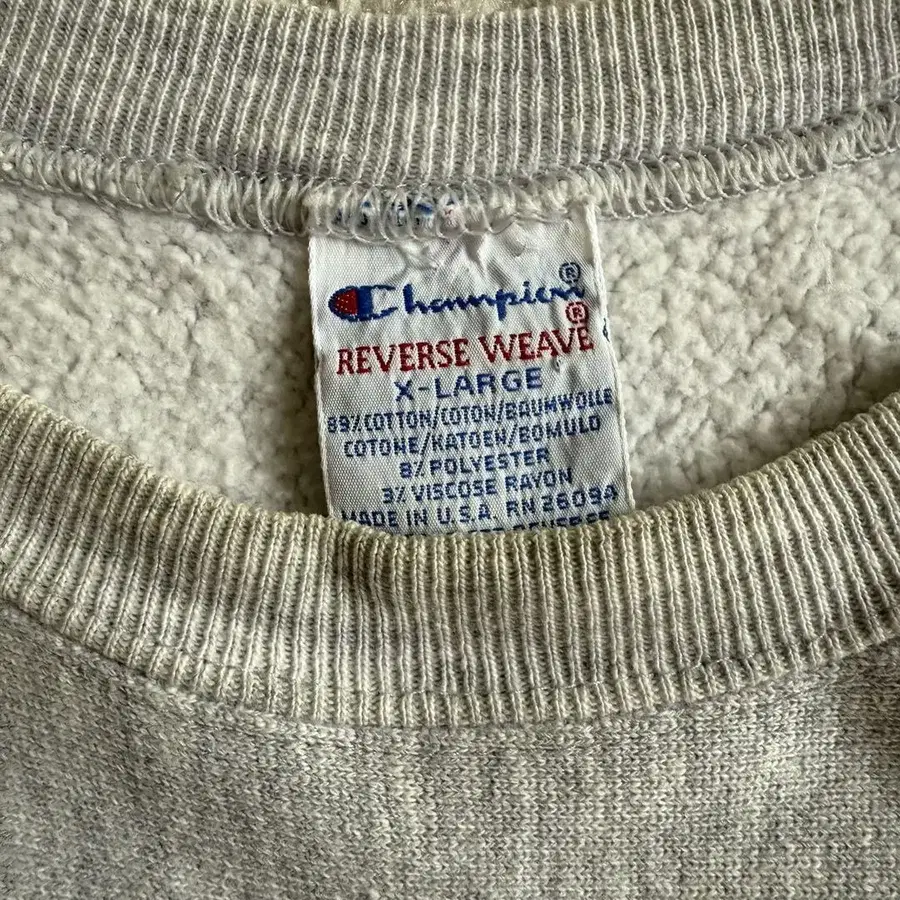 Champion®
REVERSE WEAVE®
X-LARGE
89% COTTON/COTON/BAUMWOLLE
COTONE/KATOEN/BOMULD
8% POLYESTER
3% VISCOSE RAYON
MADE IN U.S.A. RN 26094